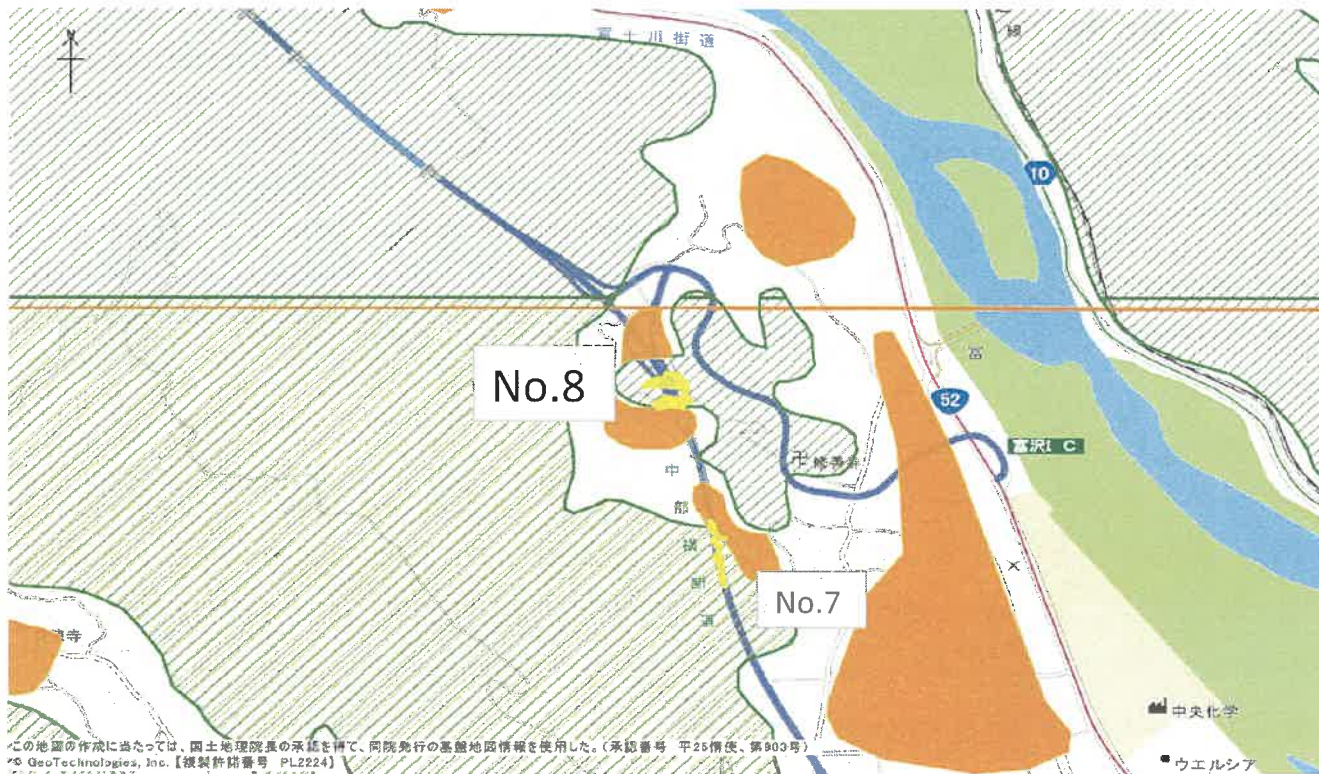 N
富士川街道
線
10
No.8
52
富
富沢I C
中部横断道
No.7
寺
中央化学
ウエルシア
この地図の作成に当たっては、国土地理院長の承認を得て、同院発行の基盤地図情報を使用した。(承認番号 平25情使、第903号)
© GeoTechnologies, Inc.【複製許諾番号 PL2224】